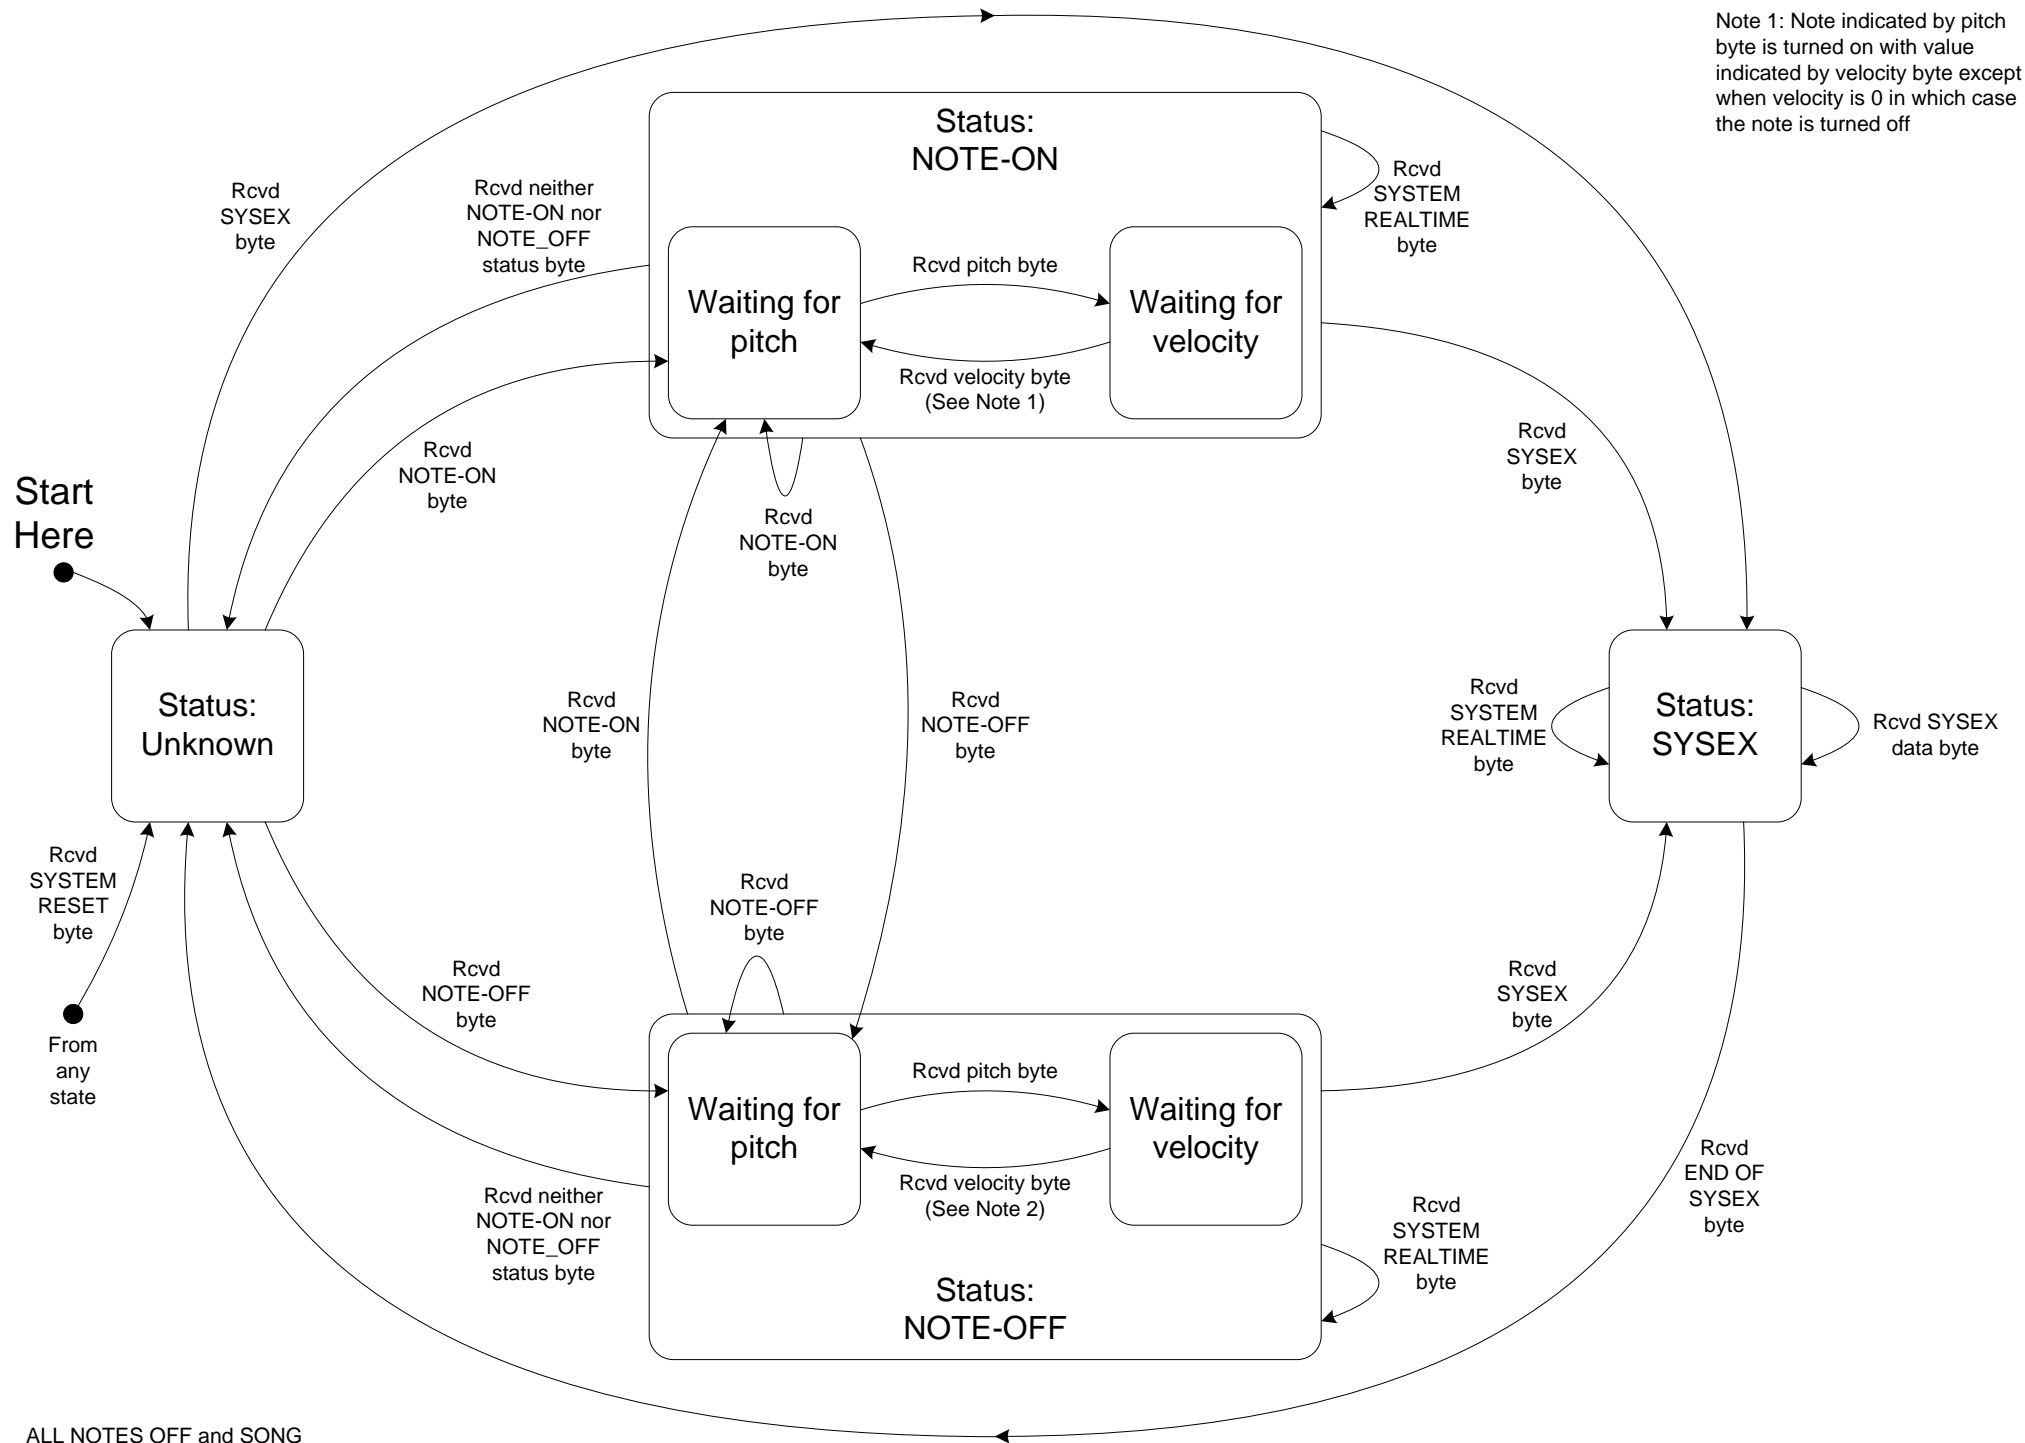 Note 1: Note indicated by pitch
byte is turned on with value
indicated by velocity byte except
when velocity is 0 in which case
the note is turned off
Status:
NOTE-ON
Rcvd
SYSEX
byte
Rcvd neither
NOTE-ON nor
NOTE_OFF
status byte
Rcvd
SYSTEM
REALTIME
byte
Waiting for
pitch
Rcvd pitch byte
Waiting for
velocity
Rcvd velocity byte
(See Note 1)
Rcvd
NOTE-ON
byte
Rcvd
SYSEX
byte
Start
Here
Rcvd
NOTE-ON
byte
Status:
Unknown
Rcvd
NOTE-ON
byte
Rcvd
NOTE-OFF
byte
Rcvd
SYSTEM
REALTIME
byte
Status:
SYSEX
Rcvd SYSEX
data byte
Rcvd
SYSTEM
RESET
byte
Rcvd
NOTE-OFF
byte
Rcvd
NOTE-OFF
byte
Rcvd
SYSEX
byte
From
any
state
Waiting for
pitch
Rcvd pitch byte
Waiting for
velocity
Rcvd velocity byte
(See Note 2)
Rcvd neither
NOTE-ON nor
NOTE_OFF
status byte
Rcvd
SYSTEM
REALTIME
byte
Rcvd
END OF
SYSEX
byte
Status:
NOTE-OFF
ALL NOTES OFF and SONG